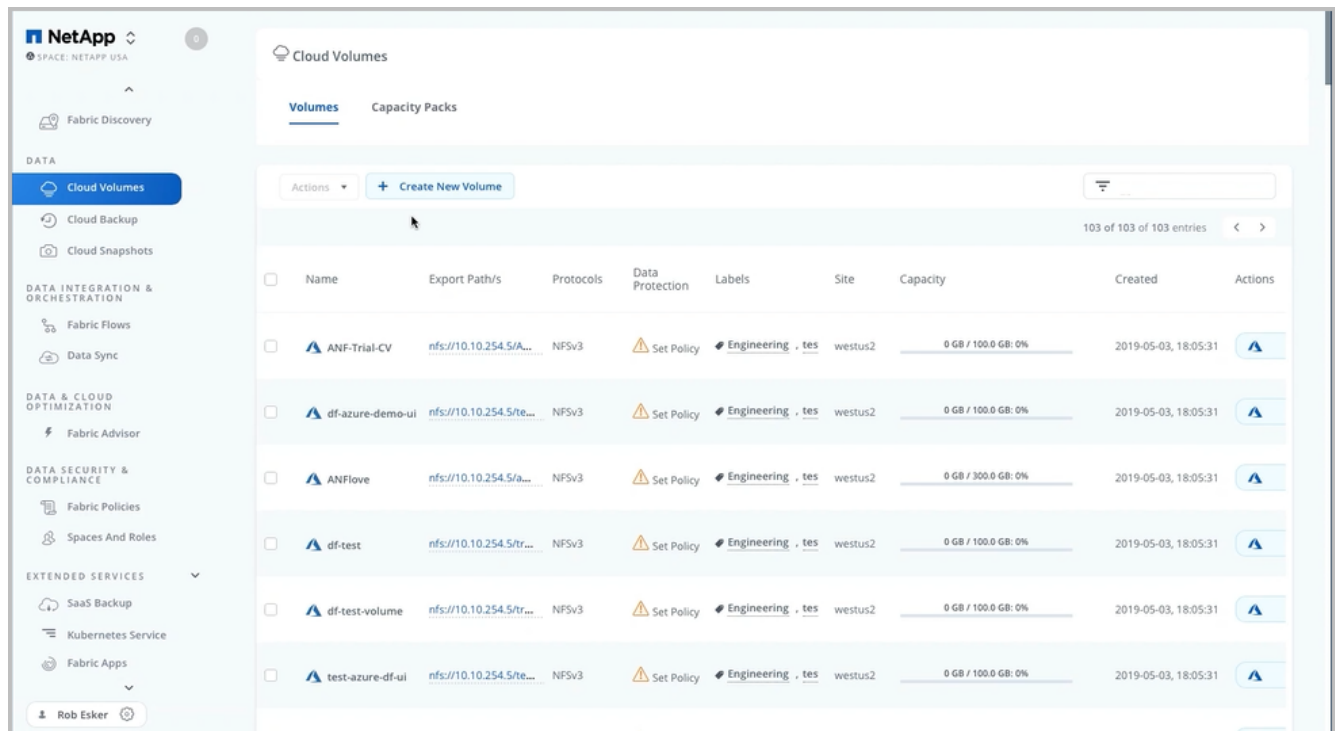 NetApp
0
SPACE: NETAPP USA
Fabric Discovery
DATA
Cloud Volumes
Cloud Backup
Cloud Snapshots
DATA INTEGRATION &
ORCHESTRATION
Fabric Flows
Data Sync
DATA & CLOUD
OPTIMIZATION
Fabric Advisor
DATA SECURITY &
COMPLIANCE
Fabric Policies
Spaces And Roles
EXTENDED SERVICES
SaaS Backup
Kubernetes Service
Fabric Apps
Rob Esker
Cloud Volumes
Volumes Capacity Packs
Actions + Create New Volume
103 of 103 of 103 entries
Name Export Path/s Protocols Data Protection Labels Site Capacity Created Actions
ANF-Trial-CV nfs://10.10.254.5/A... NFSv3 Set Policy Engineering , tes westus2 0 GB / 100.0 GB: 0% 2019-05-03, 18:05:31
df-azure-demo-ui nfs://10.10.254.5/te... NFSv3 Set Policy Engineering , tes westus2 0 GB / 100.0 GB: 0% 2019-05-03, 18:05:31
ANFlove nfs://10.10.254.5/a... NFSv3 Set Policy Engineering , tes westus2 0 GB / 300.0 GB: 0% 2019-05-03, 18:05:31
df-test nfs://10.10.254.5/tr... NFSv3 Set Policy Engineering , tes westus2 0 GB / 100.0 GB: 0% 2019-05-03, 18:05:31
df-test-volume nfs://10.10.254.5/tr... NFSv3 Set Policy Engineering , tes westus2 0 GB / 100.0 GB: 0% 2019-05-03, 18:05:31
test-azure-df-ui nfs://10.10.254.5/te... NFSv3 Set Policy Engineering , tes westus2 0 GB / 100.0 GB: 0% 2019-05-03, 18:05:31